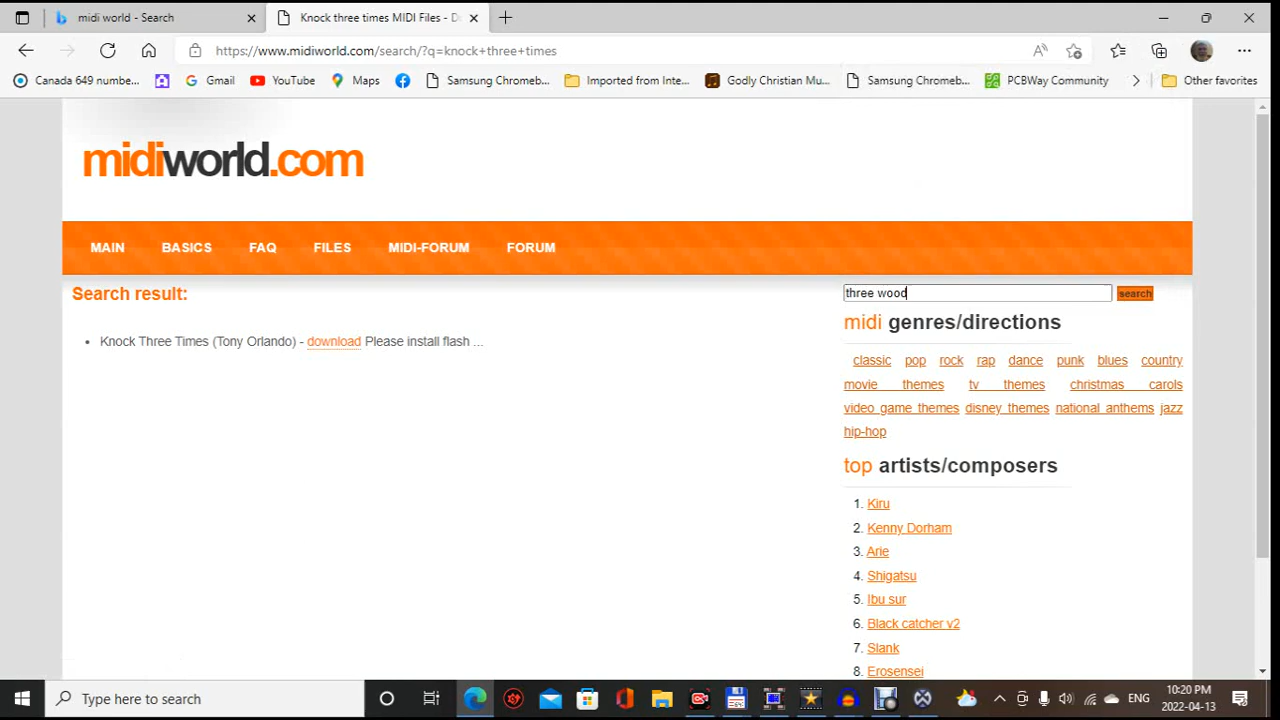 midi world - Search
Knock three times MIDI Files - D
https://www.midiworld.com/search/?q=knock+three+times
Canada 649 numbe...
Gmail
YouTube
Maps
Samsung Chromeb...
Imported from Inte...
Godly Christian Mu...
Samsung Chromeb...
PCBWay Community
Other favorites
midiworld.com
MAIN
BASICS
FAQ
FILES
MIDI-FORUM
FORUM
Search result:
Knock Three Times (Tony Orlando) - download Please install flash ...
three wood
search
midi genres/directions
classic pop rock rap dance punk blues country
movie themes tv themes christmas carols
video game themes disney themes national anthems jazz
hip-hop
top artists/composers
1. Kiru
2. Kenny Dorham
3. Arie
4. Shigatsu
5. Ibu sur
6. Black catcher v2
7. Slank
8. Erosensei
Type here to search
ENG
10:20 PM
2022-04-13